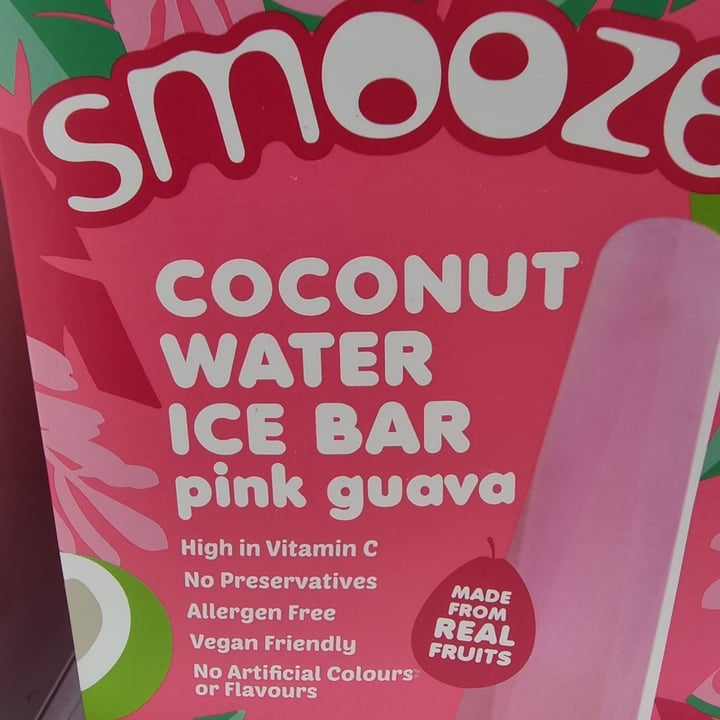 SMOOZE
COCONUT
WATER
ICE BAR
pink guava
High in Vitamin C
No Preservatives
Allergen Free
Vegan Friendly
No Artificial Colours
or Flavours
MADE
FROM
REAL
FRUITS